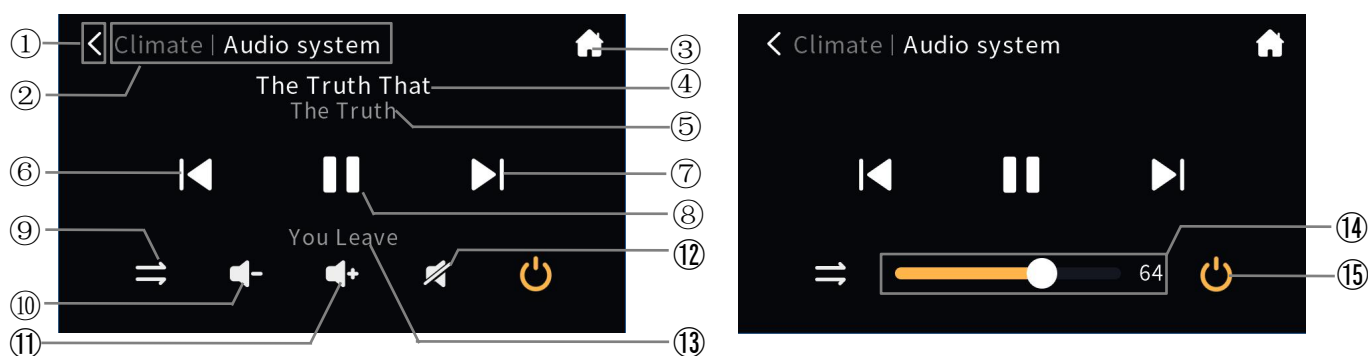 ① Climate | Audio system ③
② The Truth That ④
The Truth ⑤
⑥ ⑦
⑧
⑨ You Leave ⑫
⑩
⑪ ⑬
Climate | Audio system
⑭
64 ⑮